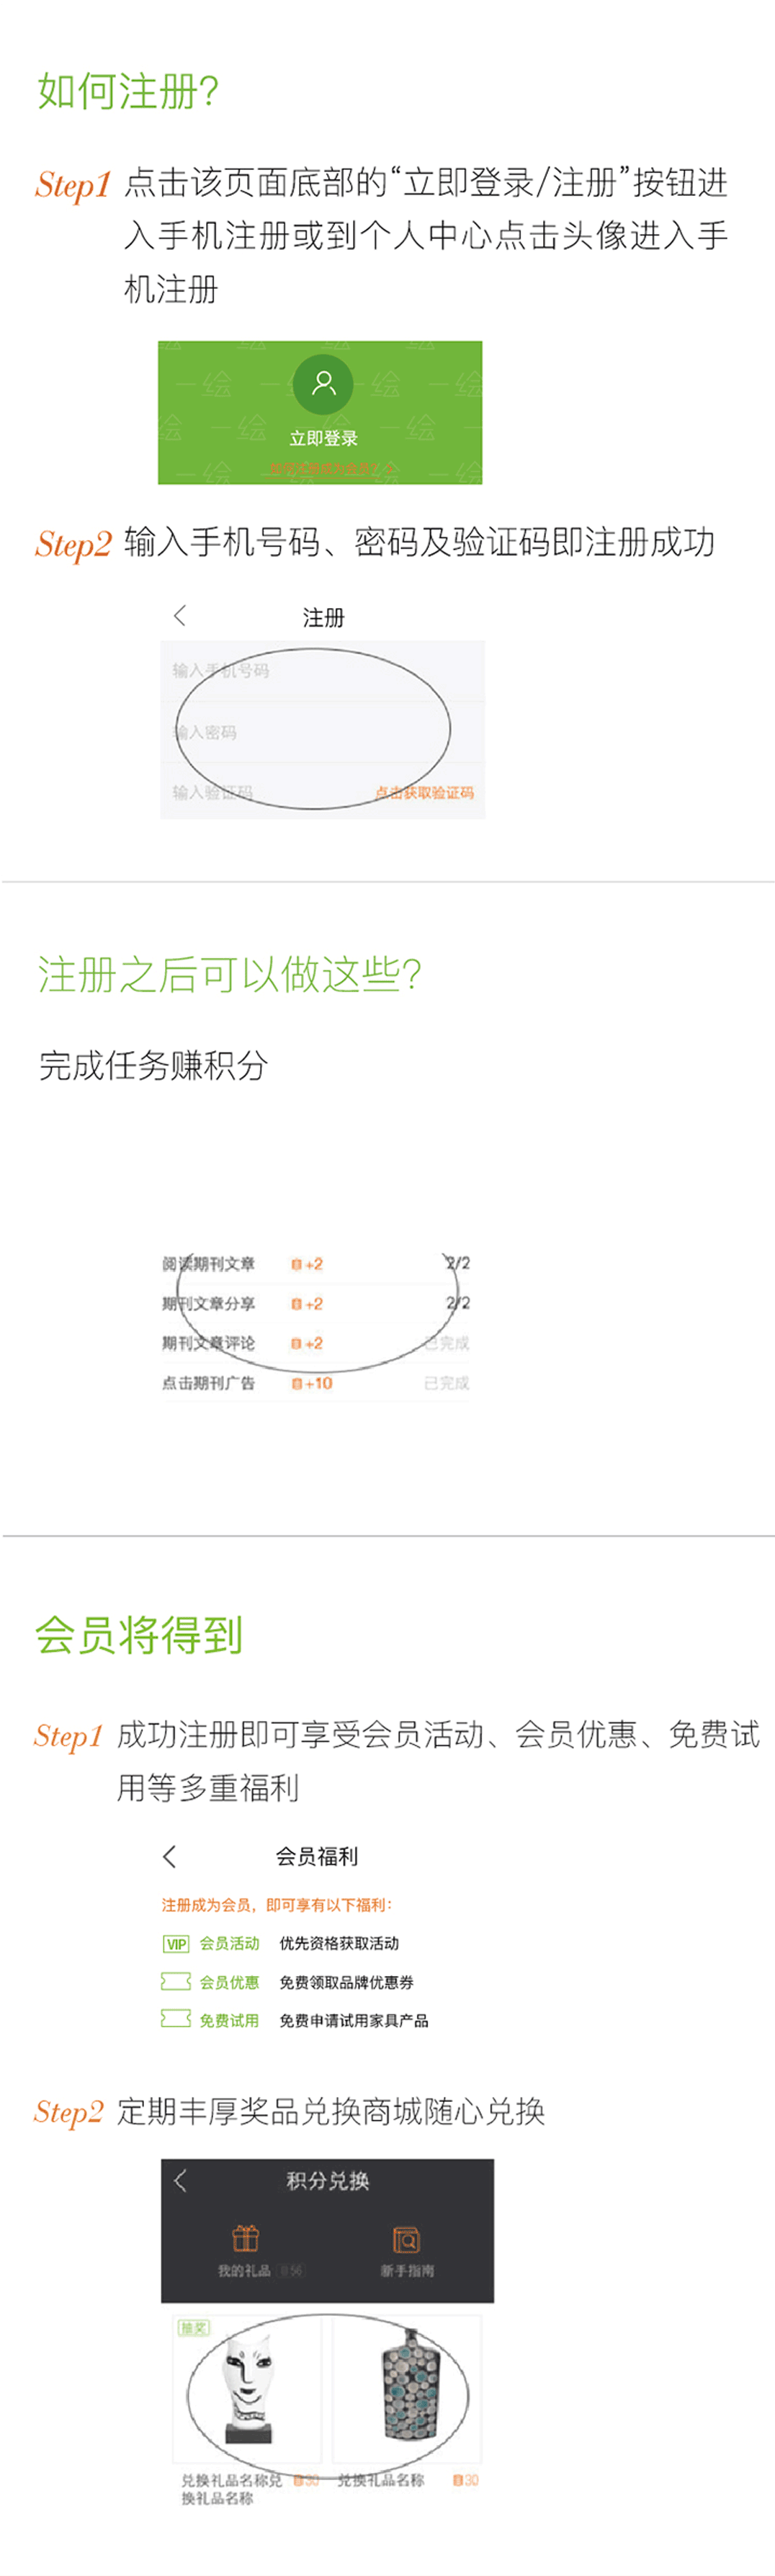 如何注册?
Step1 点击该页面底部的“立即登录/注册”按钮进
入手机注册或到个人中心点击头像进入手
机注册
一绘
立即登录
如何注册成为会员?
Step2 输入手机号码、密码及验证码即注册成功
注册
输入手机号码
输入密码
输入验证码 点击获取验证码
注册之后可以做这些?
完成任务赚积分
阅读期刊文章 +2 2/2
期刊文章分享 +2 2/2
期刊文章评论 +2 已完成
点击期刊广告 +10 已完成
会员将得到
Step1 成功注册即可享受会员活动、会员优惠、免费试
用等多重福利
会员福利
注册成为会员，即可享有以下福利：
VIP 会员活动 优先资格获取活动
会员优惠 免费领取品牌优惠券
免费试用 免费申请试用家具产品
Step2 定期丰厚奖品兑换商城随心兑换
积分兑换
我的礼品 56 新手指南
抽奖
兑换礼品名称兑 30 兑换礼品名称 30
换礼品名称